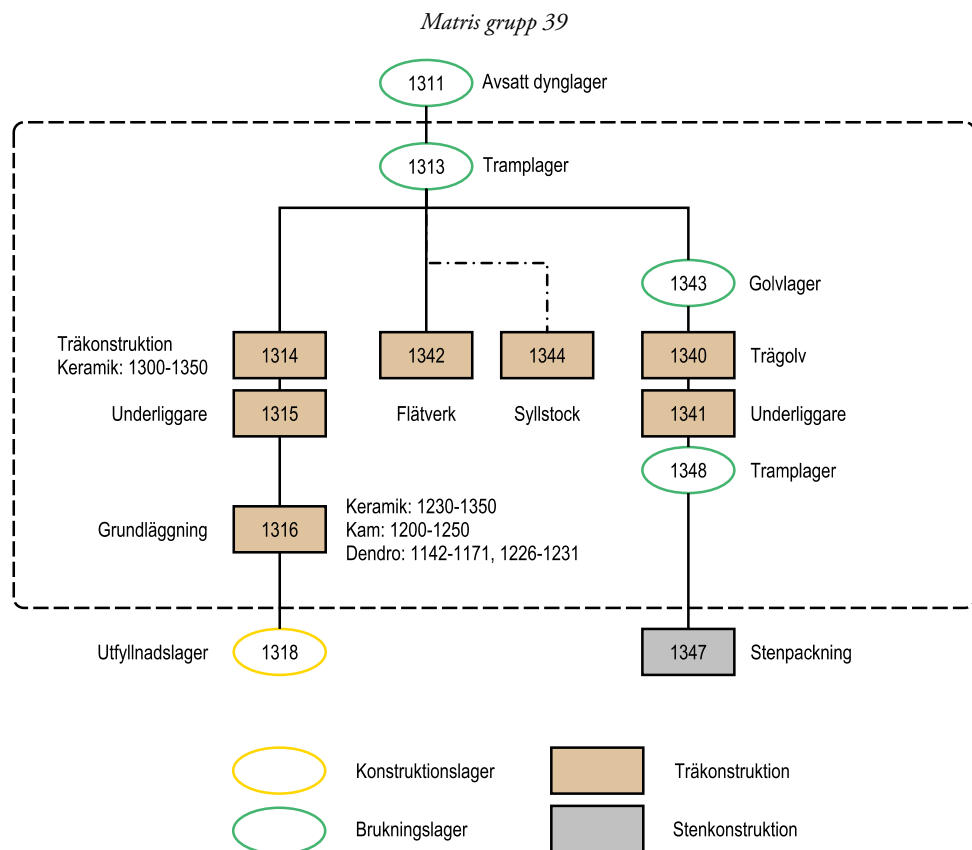 Matris grupp 39
1311 Avsatt dynglager
1313 Tramplager
1343 Golvlager
Träkonstruktion
Keramik: 1300-1350
1314
1342
1344
1340 Trägolv
Underliggare 1315
Flätverk
Syllstock
1341 Underliggare
1348 Tramplager
Grundläggning 1316
Keramik: 1230-1350
Kam: 1200-1250
Dendro: 1142-1171, 1226-1231
Utfyllnadslager 1318
1347 Stenpackning
Konstruktionslager
Träkonstruktion
Brukningslager
Stenkonstruktion